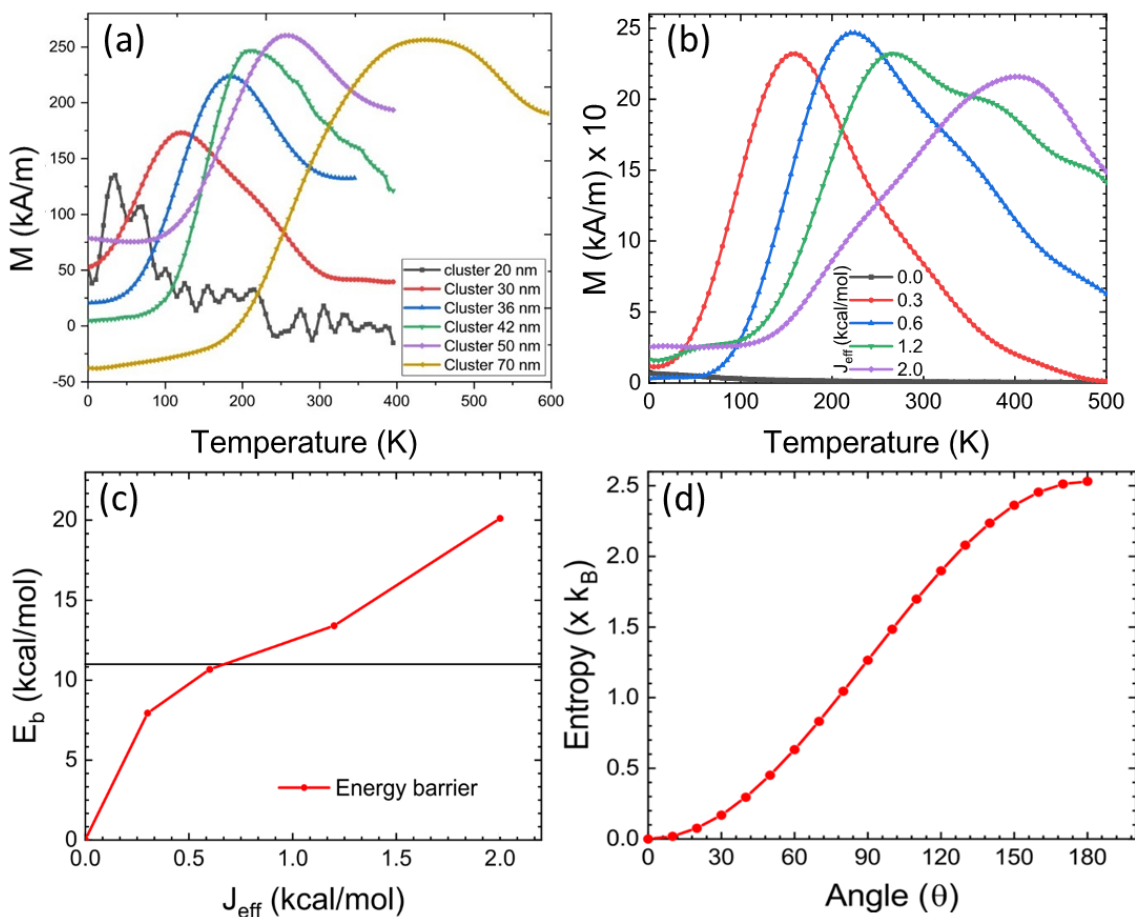 (a)
M (kA/m)
250
200
150
100
50
0
-50
cluster 20 nm
Cluster 30 nm
Cluster 36 nm
Cluster 42 nm
Cluster 50 nm
Cluster 70 nm
0 100 200 300 400 500 600
Temperature (K)
(b)
M (kA/m) x 10
25
20
15
10
5
0
J_eff (kcal/mol)
0.0
0.3
0.6
1.2
2.0
100 200 300 400 500
Temperature (K)
(c)
E_b (kcal/mol)
20
15
10
5
0
Energy barrier
0.0 0.5 1.0 1.5 2.0
J_eff (kcal/mol)
(d)
Entropy (x k_B)
2.5
2.0
1.5
1.0
0.5
0.0
0 30 60 90 120 150 180
Angle (θ)